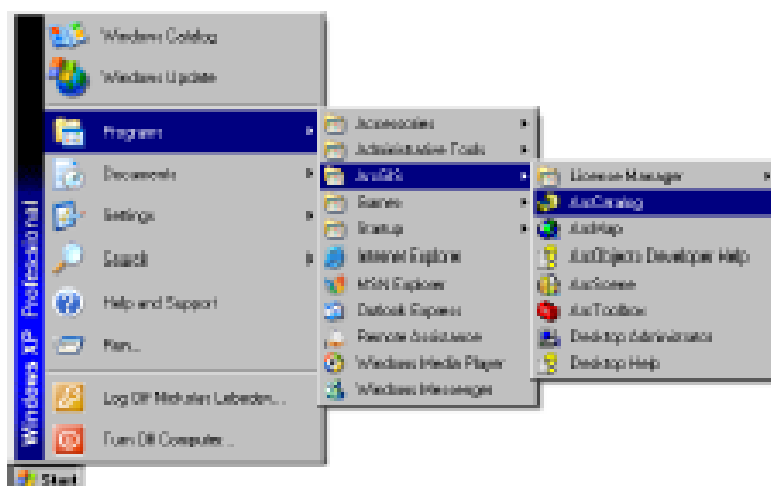 Windows Catalog
Windows Update
Programs
Documents
Settings
Search
Help and Support
Run...
Log Off Nicholas
Turn Off Computer...
Windows XP Professional
Start
Accessories
Administrative Tools
ArcGIS
Games
Startup
Internet Explorer
MSN Explorer
Outlook Express
Remote Assistance
Windows Media Player
Windows Messenger
License Manager
ArcCatalog
ArcMap
ArcObjects Developer Help
ArcScene
ArcToolbox
Desktop Administrator
Desktop Help